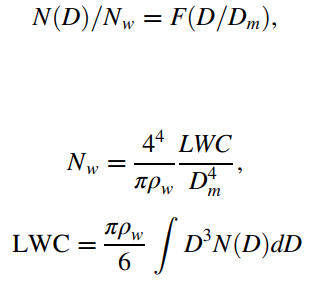 N(D)/N_w = F(D/D_m),
N_w = \frac{4^4}{\pi\rho_w} \frac{LWC}{D_m^4},
LWC = \frac{\pi\rho_w}{6} \int D^3 N(D)dD